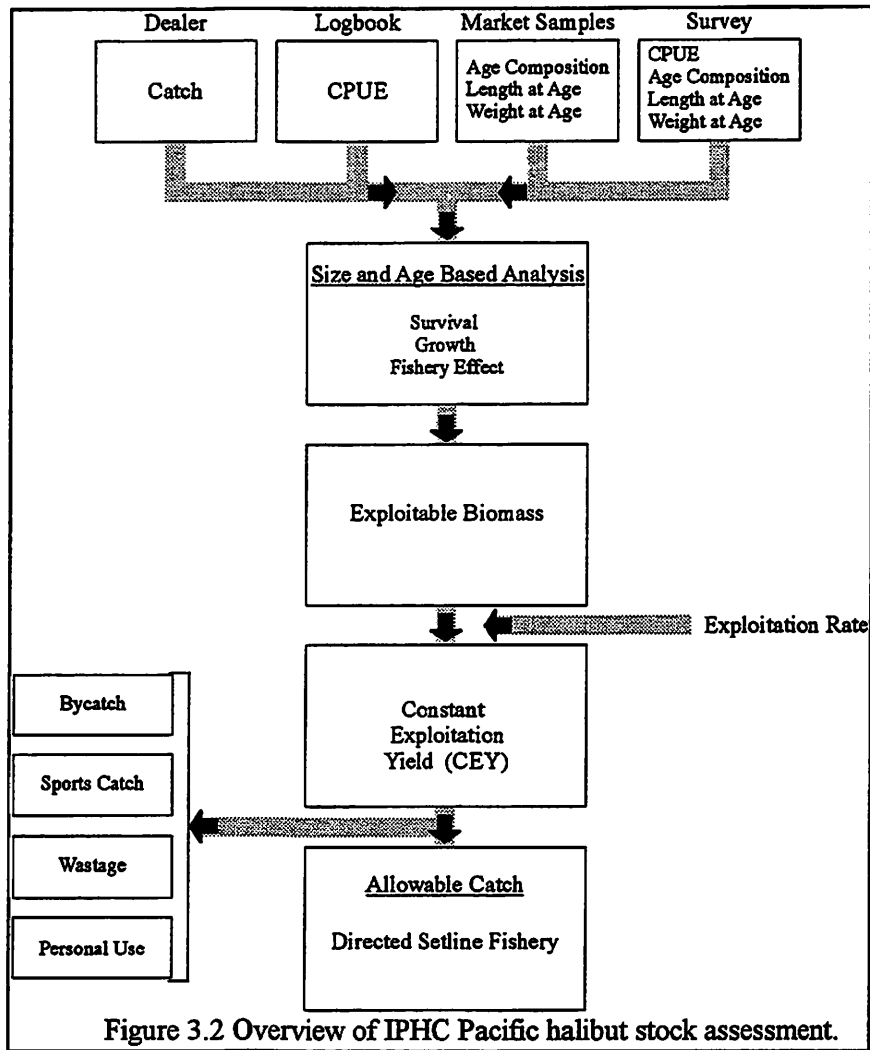 Dealer
Logbook
Market Samples
Survey
Catch
CPUE
Age Composition
Length at Age
Weight at Age
CPUE
Age Composition
Length at Age
Weight at Age
Size and Age Based Analysis
Survival
Growth
Fishery Effect
Exploitable Biomass
Exploitation Rate
Constant
Exploitation
Yield (CEY)
Bycatch
Sports Catch
Wastage
Personal Use
Allowable Catch
Directed Setline Fishery
Figure 3.2 Overview of IPHC Pacific halibut stock assessment.